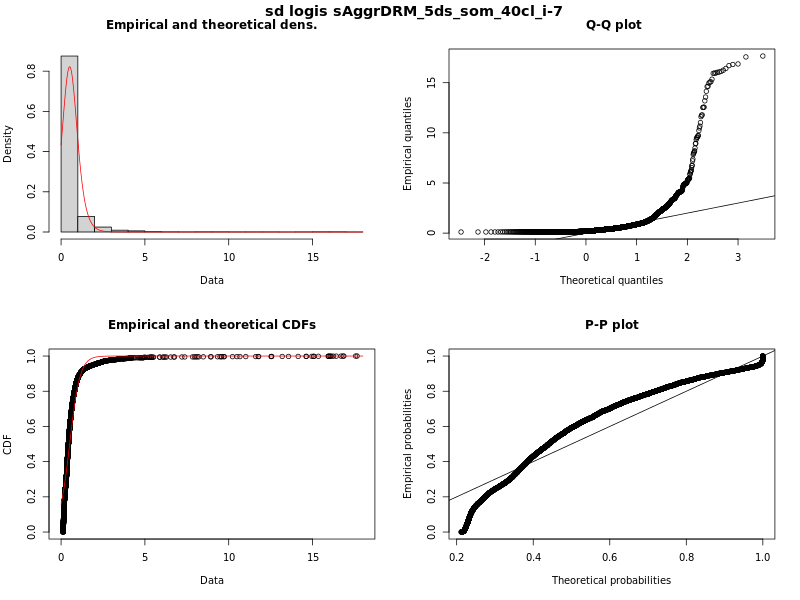 sd logis sAggrDRM_5ds_som_40cl_i-7
Empirical and theoretical dens.
Density
0.0 0.2 0.4 0.6 0.8
0 5 10 15
Data
Q-Q plot
Empirical quantiles
0 5 10 15
-2 -1 0 1 2 3
Theoretical quantiles
Empirical and theoretical CDFs
CDF
0.0 0.2 0.4 0.6 0.8 1.0
0 5 10 15
Data
P-P plot
Empirical probabilities
0.0 0.2 0.4 0.6 0.8 1.0
0.2 0.4 0.6 0.8 1.0
Theoretical probabilities